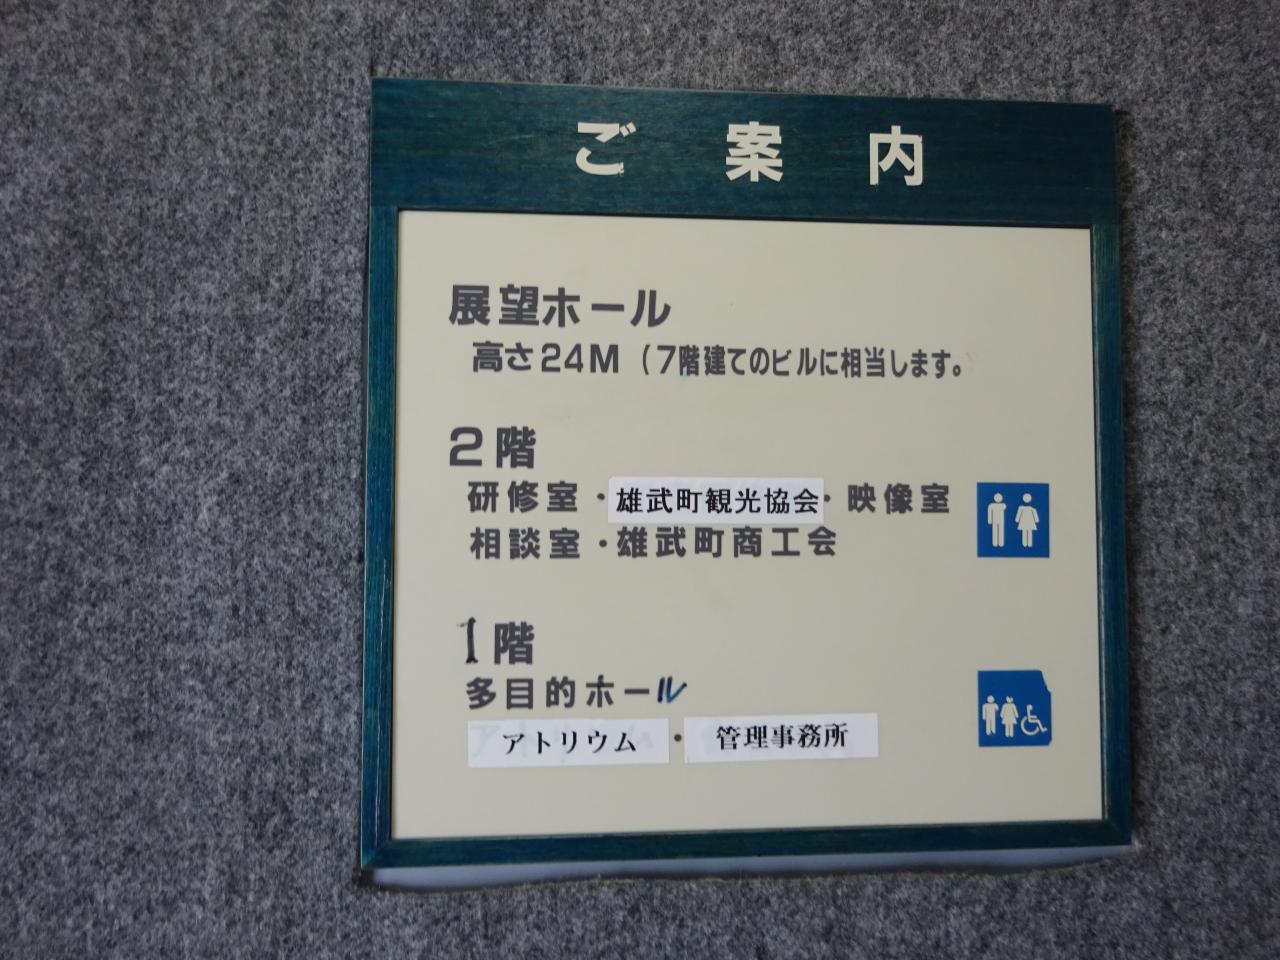 ご案内
展望ホール
高さ24M（7階建てのビルに相当します。
2階
研修室・雄武町観光協会・映像室
相談室・雄武町商工会
1階
多目的ホール
アトリウム・管理事務所